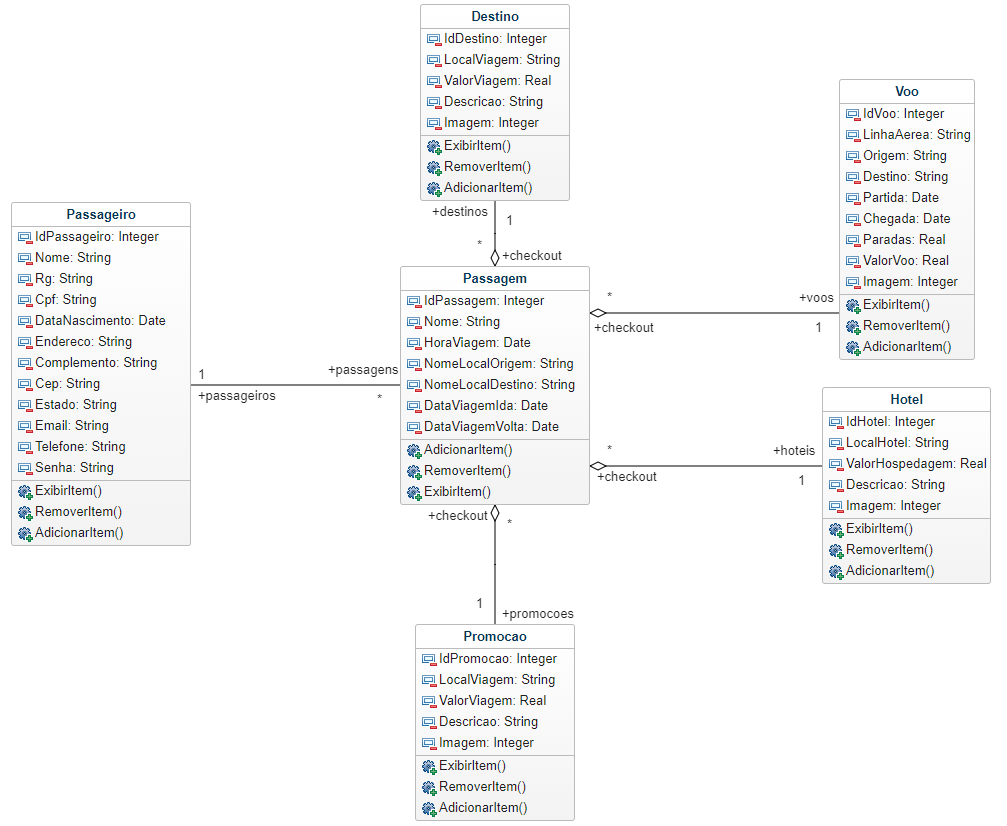 Destino
IdDestino: Integer
LocalViagem: String
ValorViagem: Real
Descricao: String
Imagem: Integer
ExibirItem()
RemoverItem()
AdicionarItem()
+destinos
1
*
+checkout
Voo
IdVoo: Integer
LinhaAerea: String
Origem: String
Destino: String
Partida: Date
Chegada: Date
Paradas: Real
ValorVoo: Real
Imagem: Integer
ExibirItem()
RemoverItem()
AdicionarItem()
Passageiro
IdPassageiro: Integer
Nome: String
Rg: String
Cpf: String
DataNascimento: Date
Endereco: String
Complemento: String
Cep: String
Estado: String
Email: String
Telefone: String
Senha: String
ExibirItem()
RemoverItem()
AdicionarItem()
1
+passageiros
+passagens
*
Passagem
IdPassagem: Integer
Nome: String
HoraViagem: Date
NomeLocalOrigem: String
NomeLocalDestino: String
DataViagemIda: Date
DataViagemVolta: Date
AdicionarItem()
RemoverItem()
ExibirItem()
*
+voos
+checkout
1
*
+hoteis
+checkout
1
Hotel
IdHotel: Integer
LocalHotel: String
ValorHospedagem: Real
Descricao: String
Imagem: Integer
ExibirItem()
RemoverItem()
AdicionarItem()
+checkout
*
1
+promocoes
Promocao
IdPromocao: Integer
LocalViagem: String
ValorViagem: Real
Descricao: String
Imagem: Integer
ExibirItem()
RemoverItem()
AdicionarItem()